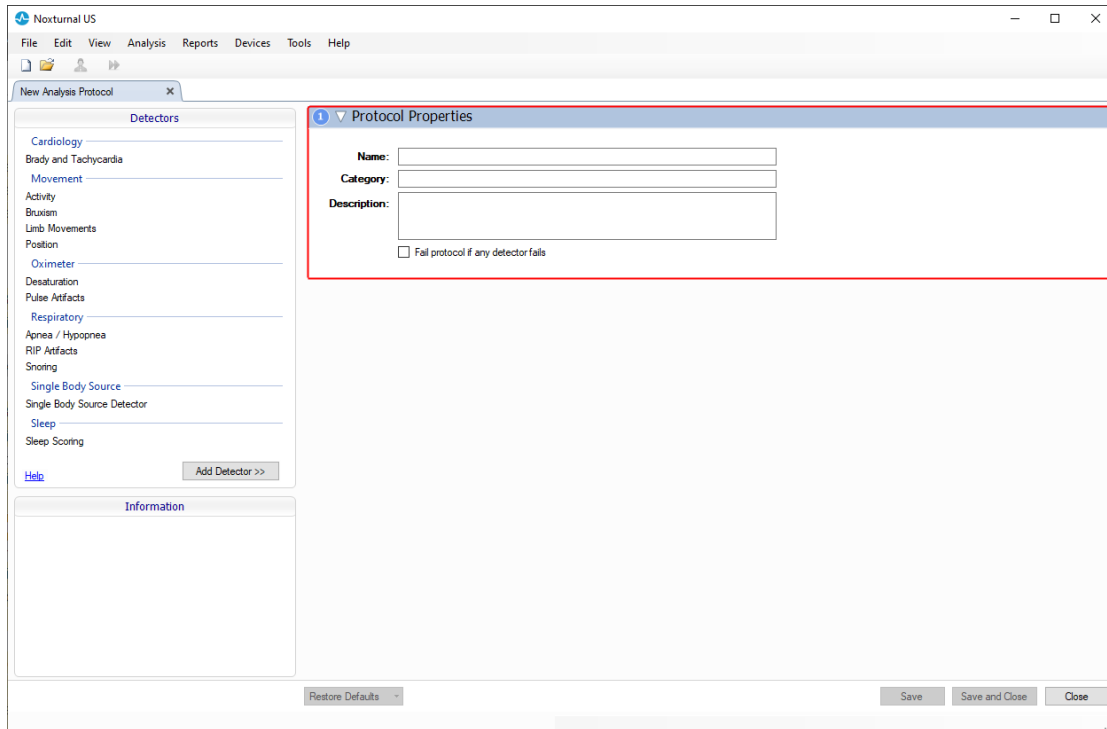 Noxturnal US
File Edit View Analysis Reports Devices Tools Help
New Analysis Protocol
Detectors
Cardiology
Brady and Tachycardia
Movement
Activity
Bruxism
Limb Movements
Position
Oximeter
Desaturation
Pulse Artifacts
Respiratory
Apnea / Hypopnea
RIP Artifacts
Snoring
Single Body Source
Single Body Source Detector
Sleep
Sleep Scoring
Help Add Detector >>
Information
1 Protocol Properties
Name:
Category:
Description:
Fail protocol if any detector fails
Restore Defaults Save Save and Close Close